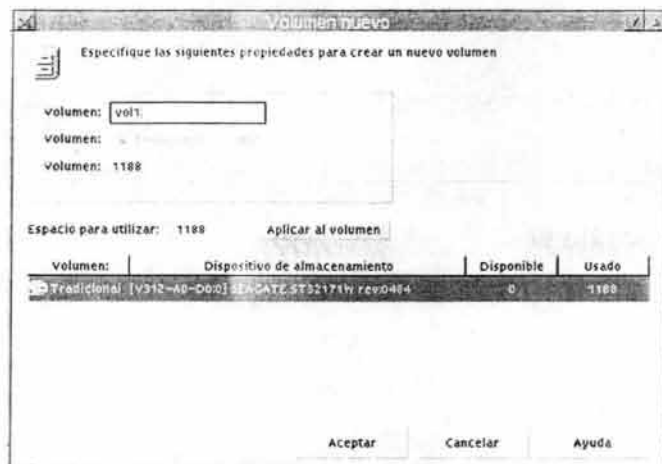 Volumen nuevo
Especifique las siguientes propiedades para crear un nuevo volumen
Volumen: vol1
Volumen:
Volumen: 1188
Espacio para utilizar: 1188 Aplicar al volumen
Volumen: Dispositivo de almacenamiento Disponible Usado
Tradicional [V312-A0-D0:0] SEAGATE ST32171W rev:0484 0 1188
Aceptar Cancelar Ayuda